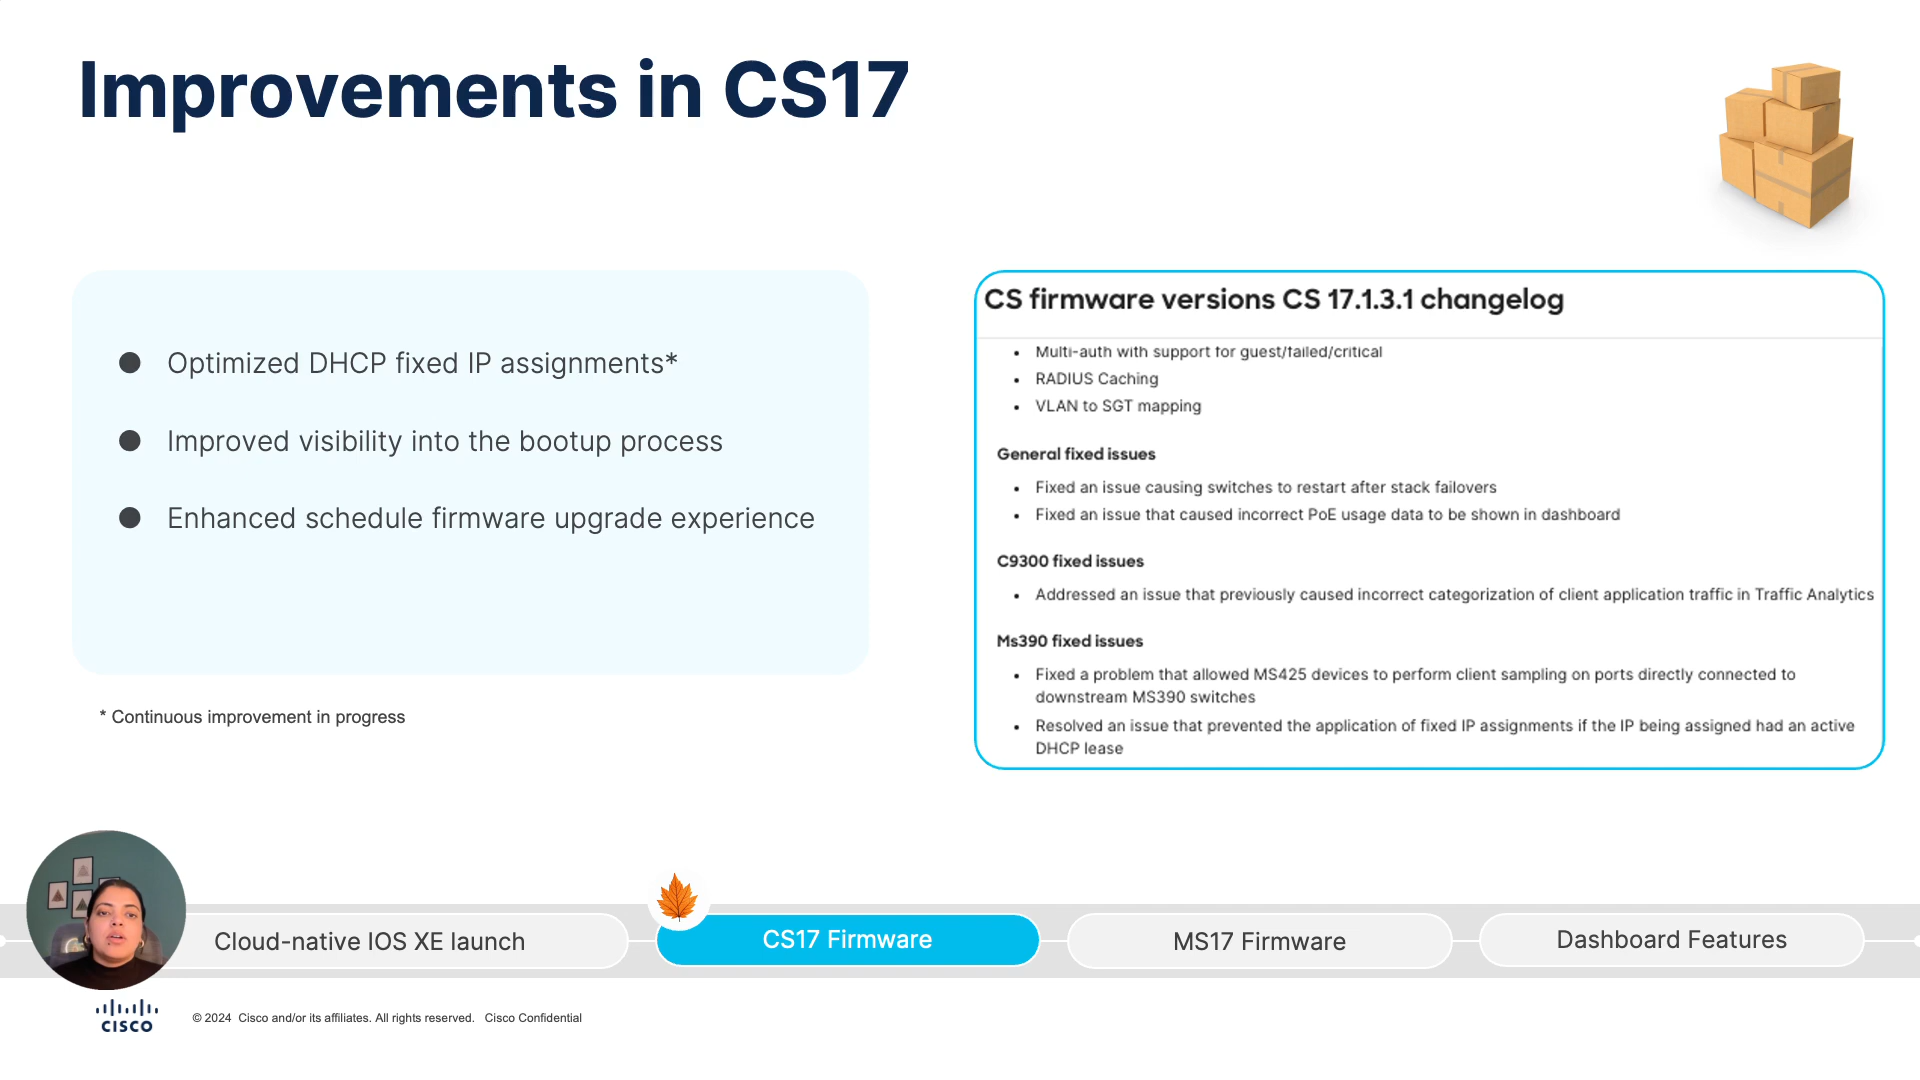 Improvements in CS17
Optimized DHCP fixed IP assignments*
Improved visibility into the bootup process
Enhanced schedule firmware upgrade experience
* Continuous improvement in progress
CS firmware versions CS 17.1.3.1 changelog
Multi-auth with support for guest/failed/critical
RADIUS Caching
VLAN to SGT mapping
General fixed issues
Fixed an issue causing switches to restart after stack failovers
Fixed an issue that caused incorrect PoE usage data to be shown in dashboard
C9300 fixed issues
Addressed an issue that previously caused incorrect categorization of client application traffic in Traffic Analytics
Ms390 fixed issues
Fixed a problem that allowed MS425 devices to perform client sampling on ports directly connected to
downstream MS390 switches
Resolved an issue that prevented the application of fixed IP assignments if the IP being assigned had an active
DHCP lease
Cloud-native IOS XE launch
CS17 Firmware
MS17 Firmware
Dashboard Features
CISCO
© 2024 Cisco and/or its affiliates. All rights reserved. Cisco Confidential